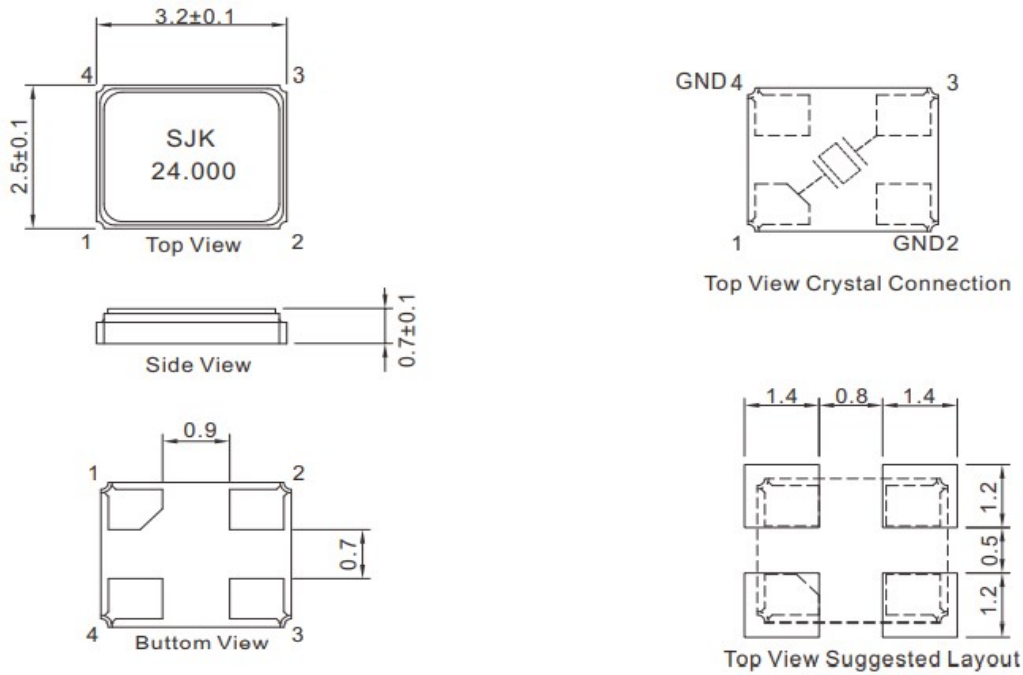 3.2±0.1
4 3
2.5±0.1
SJK
24.000
1 2
Top View
0.7±0.1
Side View
0.9
1 2
0.7
4 3
Buttom View
GND 4 3
1 GND2
Top View Crystal Connection
1.4 0.8 1.4
1.2
0.5
1.2
Top View Suggested Layout